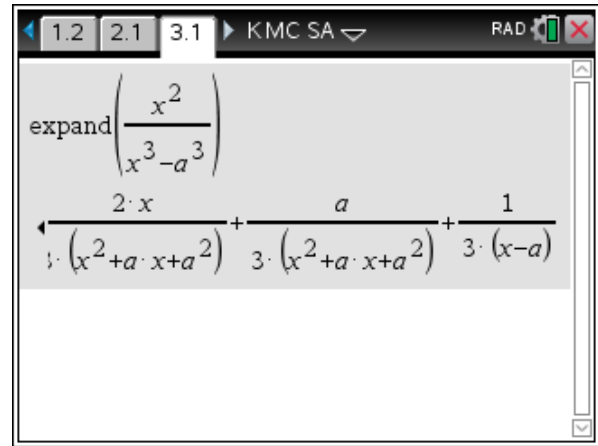 1.2 2.1 3.1 KMC SA RAD
expand(x^2/(x^3-a^3))
2·x/(3·(x^2+a·x+a^2))+a/(3·(x^2+a·x+a^2))+1/(3·(x-a))